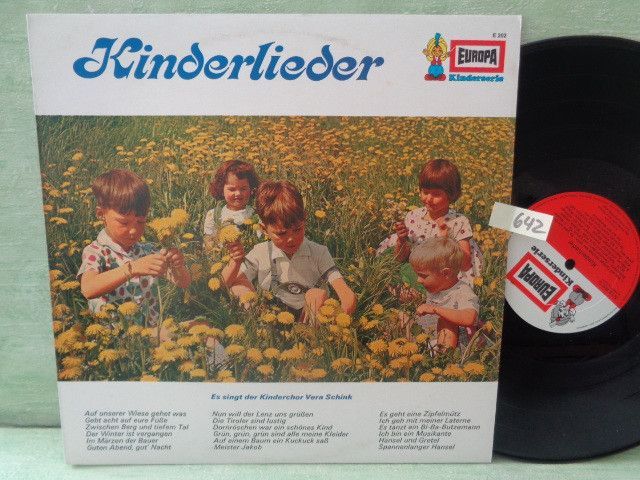 Kinderlieder
E 202
EUROPA
Kinderserie
Es singt der Kinderchor Vera Schink
Auf unserer Wiese gehet was
Gebt acht auf eure Füße
Zwischen Berg und tiefem Tal
Der Winter ist vergangen
Im Märzen der Bauer
Guten Abend, gut' Nacht
Nun will der Lenz uns grüßen
Die Tiroler sind lustig
Dornröschen war ein schönes Kind
Grün, grün, grün sind alle meine Kleider
Auf einem Baum ein Kuckuck saß
Meister Jakob
Es geht eine Zipfelmütz
Ich geh mit meiner Laterne
Es tanzt ein Bi-Ba-Butzemann
Ich bin ein Musikante
Hansel und Gretel
Spannenlanger Hansel
642
EUROPA
Kinderserie